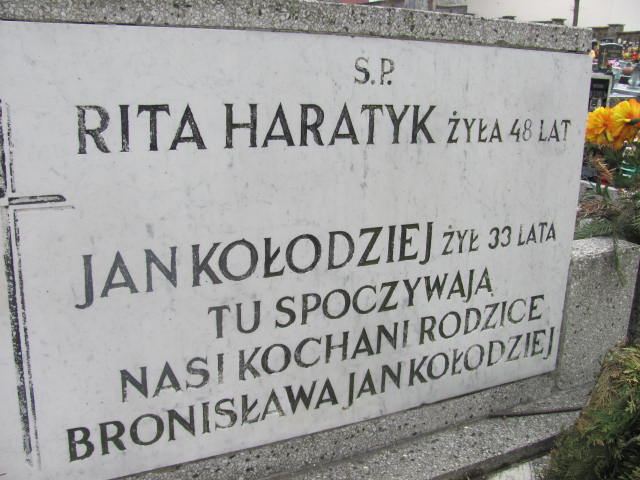 S.P.
RITA HARATYK ŻYŁA 48 LAT
JAN KOŁODZIEJ ŻYŁ 33 LATA
TU SPOCZYWAJA
NASI KOCHANI RODZICE
BRONISŁAWA JAN KOŁODZIEJ